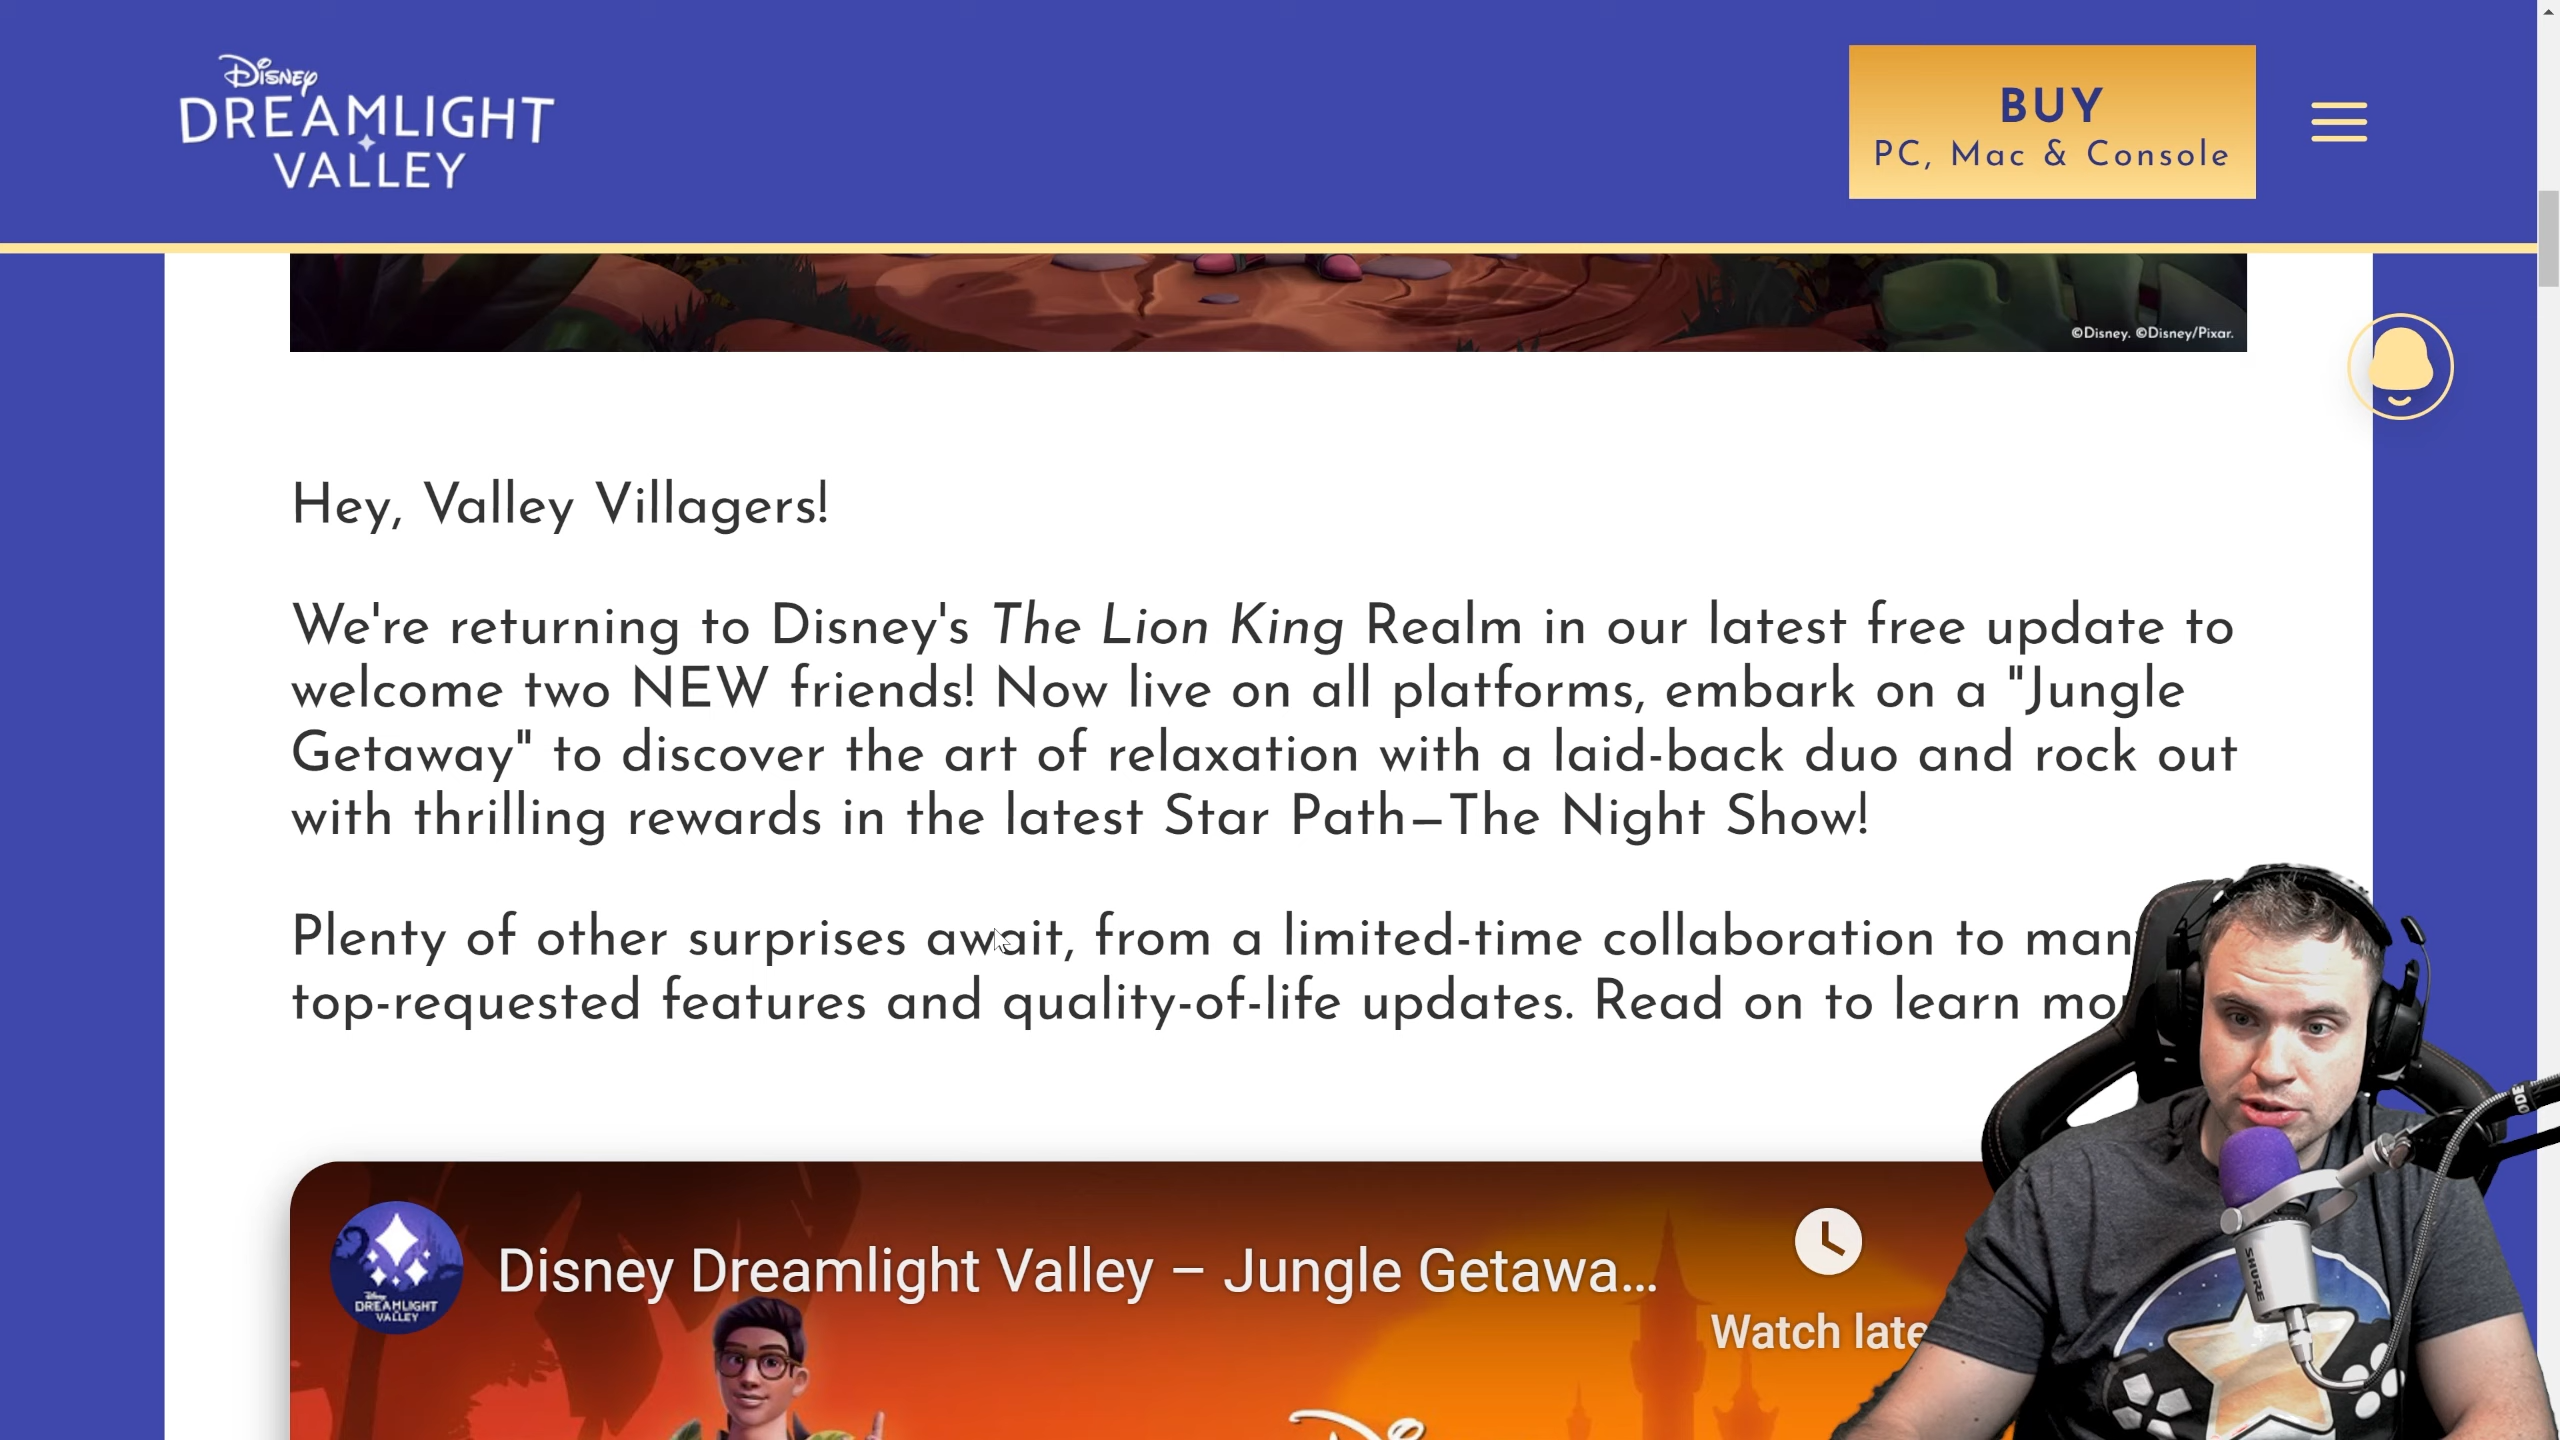 Disney
DREAMLIGHT
VALLEY
BUY
PC, Mac & Console
©Disney. ©Disney/Pixar.
Hey, Valley Villagers!
We're returning to Disney's The Lion King Realm in our latest free update to
welcome two NEW friends! Now live on all platforms, embark on a "Jungle
Getaway" to discover the art of relaxation with a laid-back duo and rock out
with thrilling rewards in the latest Star Path—The Night Show!
Plenty of other surprises await, from a limited-time collaboration to
top-requested features and quality-of-life updates. Read on to learn
Disney
DREAMLIGHT
VALLEY
Disney Dreamlight Valley – Jungle Getawa...
Watch
SHURE